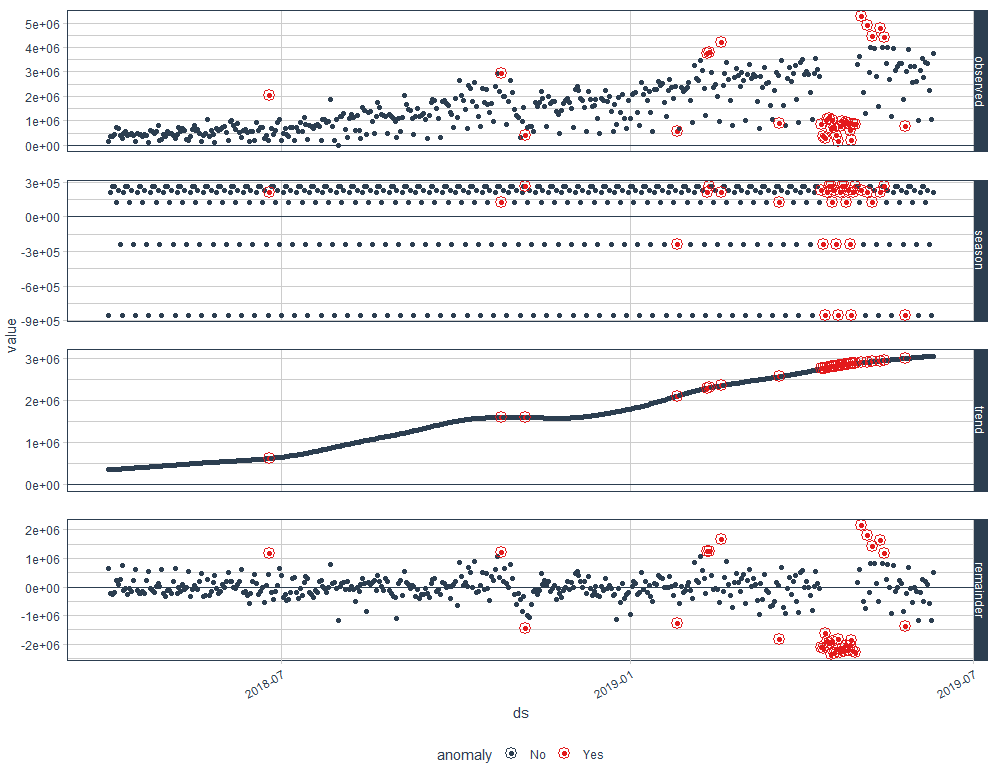 5e+06
4e+06
3e+06
2e+06
1e+06
0e+00
observed
3e+05
0e+00
-3e+05
-6e+05
-9e+05
season
value
3e+06
2e+06
1e+06
0e+00
trend
2e+06
1e+06
0e+00
-1e+06
-2e+06
remainder
2018-07
2019-01
2019-07
ds
anomaly No Yes